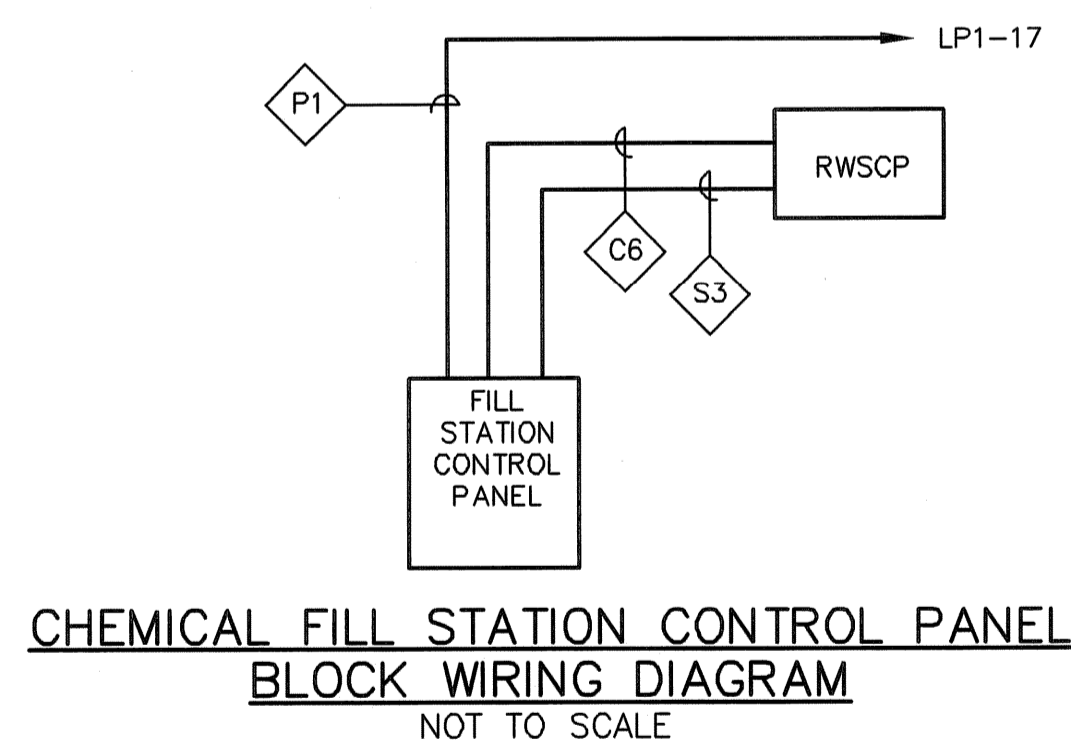 LP1-17
P1
RWSCP
C6
S3
FILL
STATION
CONTROL
PANEL
CHEMICAL FILL STATION CONTROL PANEL
BLOCK WIRING DIAGRAM
NOT TO SCALE